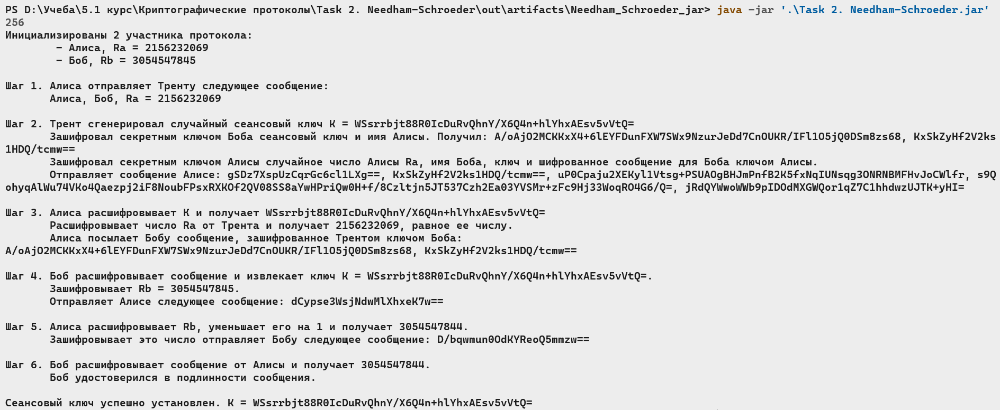 PS D:\Учеба\5.1 курс\Криптографические протоколы\Task 2. Needham-Schroeder\out\artifacts\Needham_Schroeder_jar> java -jar '.\Task 2. Needham-Schroeder.jar'
256
Инициализированы 2 участника протокола:
- Алиса, Ra = 2156232069
- Боб, Rb = 3054547845
Шаг 1. Алиса отправляет Тренту следующее сообщение:
Алиса, Боб, Ra = 2156232069
Шаг 2. Трент сгенерировал случайный сеансовый ключ K = WSsrrbjt88R0IcDuRvQhnY/X6Q4n+hlYhxAEsv5vVtQ=
Зашифровал секретным ключом Боба сеансовый ключ и имя Алисы. Получил: A/oAjO2MCKKxX4+6lEYFDunFXW7SWx9NzurJeDd7CnOUKR/IFl1O5jQ0DSm8zs68, KxSkZyHf2V2ks
1HDQ/tcmw==
Зашифровал секретным ключом Алисы случайное число Алисы Ra, имя Боба, ключ и шифрованное сообщение для Боба ключом Алисы.
Отправляет сообщение Алисе: gSDz7XspUzCqrGc6cl1LXg==, KxSkZyHf2V2ks1HDQ/tcmw==, uP0Cpaju2XEKyl1Vtsg+PSUAOgBHJmPnfB2K5fxNqIUNsqg3ONRNBMFHvJoCWlfr, s9Q
ohyqAlWu74VKo4Qaezpj2iF8NoubFPsxRXKOf2QV08SS8aYwHPriQw0H+f/8Czltjn5JT537Czh2Ea03YVSMr+zFc9Hj33WoqRO4G6/Q=, jRdQYWwoWWb9pIDOdMXGWQor1qZ7C1hhdwzUJTK+yHI=
Шаг 3. Алиса расшифровывает K и получает WSsrrbjt88R0IcDuRvQhnY/X6Q4n+hlYhxAEsv5vVtQ=
Расшифровывает число Ra от Трента и получает 2156232069, равное ее числу.
Алиса посылает Бобу сообщение, зашифрованное Трентом ключом Боба:
A/oAjO2MCKKxX4+6lEYFDunFXW7SWx9NzurJeDd7CnOUKR/IFl1O5jQ0DSm8zs68, KxSkZyHf2V2ks1HDQ/tcmw==
Шаг 4. Боб расшифровывает сообщение и извлекает ключ K = WSsrrbjt88R0IcDuRvQhnY/X6Q4n+hlYhxAEsv5vVtQ=.
Зашифровывает Rb = 3054547845.
Отправляет Алисе следующее сообщение: dCypse3WsjNdwMlXhxeK7w==
Шаг 5. Алиса расшифровывает Rb, уменьшает его на 1 и получает 3054547844.
Зашифровывает это число отправляет Бобу следующее сообщение: D/bqwmun0OdKYReoQ5mmzw==
Шаг 6. Боб расшифровывает сообщение от Алисы и получает 3054547844.
Боб удостоверился в подлинности сообщения.
Сеансовый ключ успешно установлен. K = WSsrrbjt88R0IcDuRvQhnY/X6Q4n+hlYhxAEsv5vVtQ=